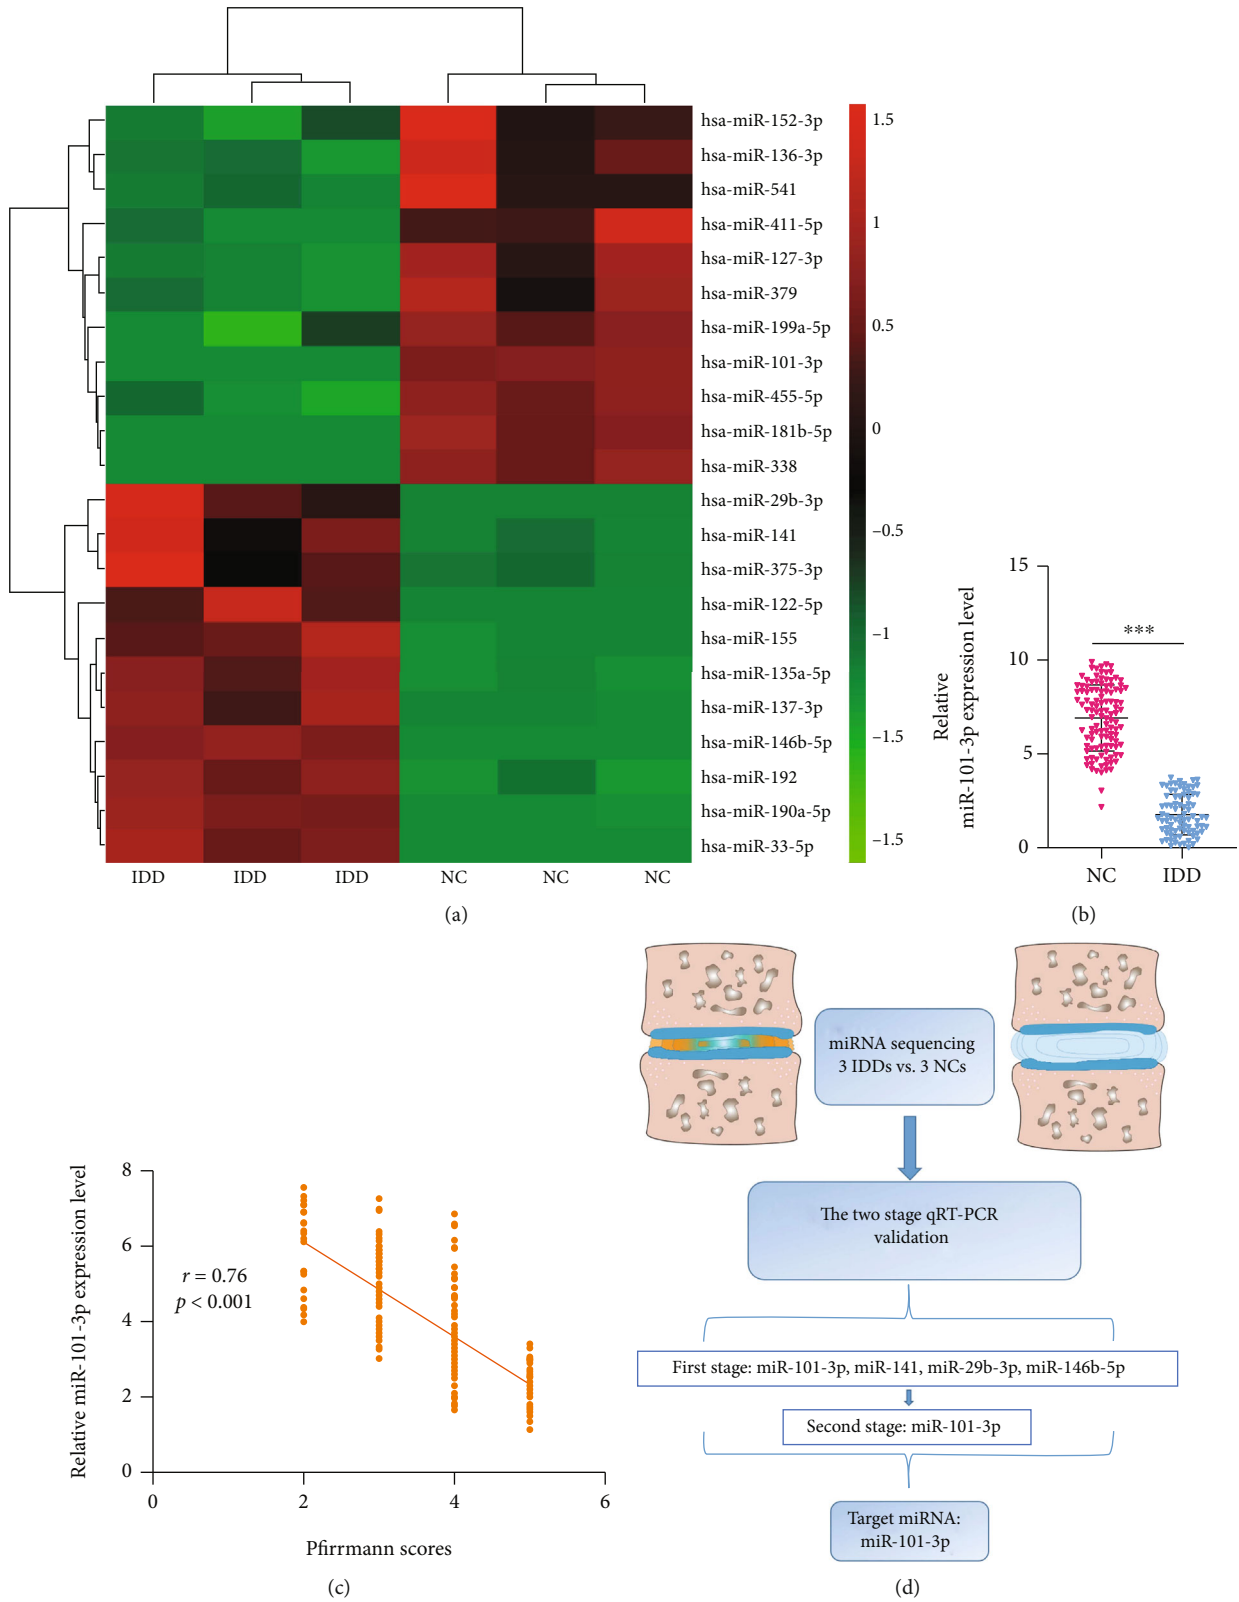 hsa-miR-152-3p
hsa-miR-136-3p
hsa-miR-541
hsa-miR-411-5p
hsa-miR-127-3p
hsa-miR-379
hsa-miR-199a-5p
hsa-miR-101-3p
hsa-miR-455-5p
hsa-miR-181b-5p
hsa-miR-338
hsa-miR-29b-3p
hsa-miR-141
hsa-miR-375-3p
hsa-miR-122-5p
hsa-miR-155
hsa-miR-135a-5p
hsa-miR-137-3p
hsa-miR-146b-5p
hsa-miR-192
hsa-miR-190a-5p
hsa-miR-33-5p
1.5
1
0.5
0
–0.5
–1
–1.5
–1.5
IDD IDD IDD NC NC NC
(a)
Relative
miR-101-3p expression level
15
10
5
0
***
NC IDD
(b)
Relative miR-101-3p expression level
8
6
4
2
0
r = 0.76
p < 0.001
0 2 4 6
Pfirrmann scores
(c)
miRNA sequencing
3 IDDs vs. 3 NCs
The two stage qRT-PCR
validation
First stage: miR-101-3p, miR-141, miR-29b-3p, miR-146b-5p
Second stage: miR-101-3p
Target miRNA:
miR-101-3p
(d)